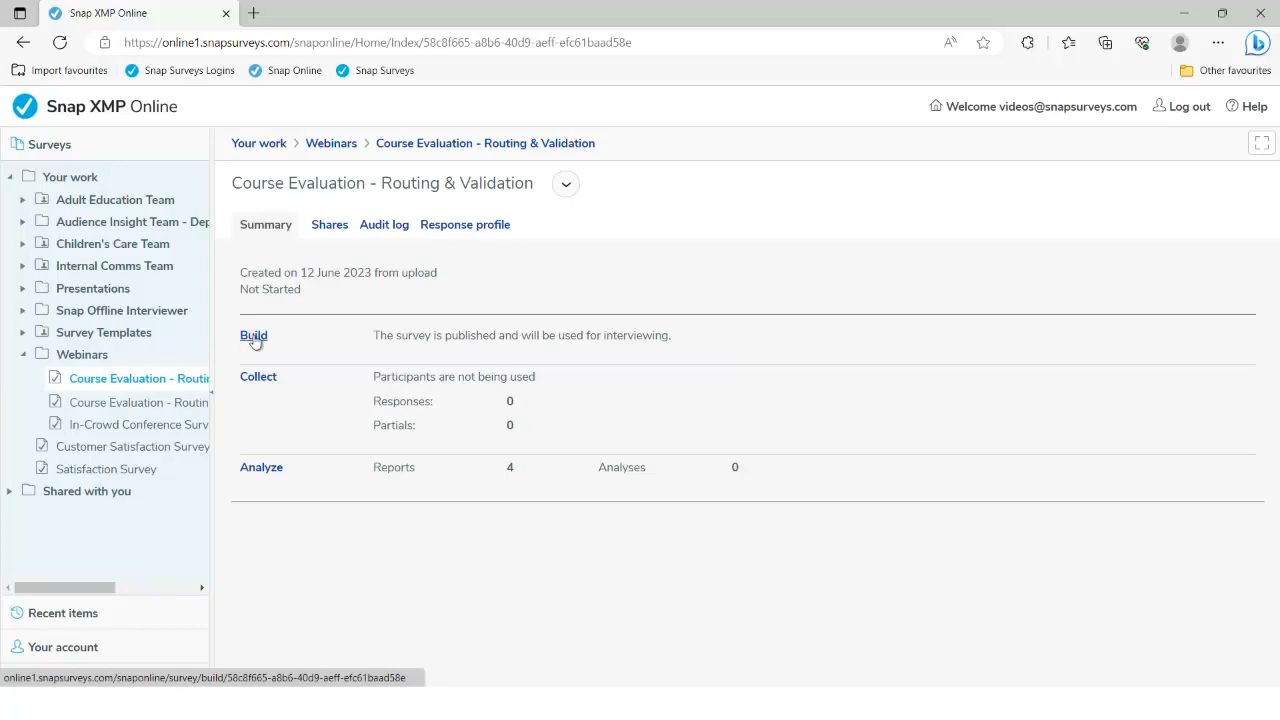 Snap XMP Online
https://online1.snapsurveys.com/snaponline/Home/Index/58c8f665-a8b6-40d9-aeff-efc61baad58e
Import favourites
Snap Surveys Logins
Snap Online
Snap Surveys
Other favourites
Snap XMP Online
Welcome videos@snapsurveys.com
Log out
Help
Surveys
Your work
Adult Education Team
Audience Insight Team - Dep
Children's Care Team
Internal Comms Team
Presentations
Snap Offline Interviewer
Survey Templates
Webinars
Course Evaluation - Routin
Course Evaluation - Routin
In-Crowd Conference Surv
Customer Satisfaction Survey
Satisfaction Survey
Shared with you
Recent items
Your account
Your work > Webinars > Course Evaluation - Routing & Validation
Course Evaluation - Routing & Validation
Summary
Shares
Audit log
Response profile
Created on 12 June 2023 from upload
Not Started
Build The survey is published and will be used for interviewing.
Collect Participants are not being used
Responses: 0
Partials: 0
Analyze Reports 4 Analyses 0
online1.snapsurveys.com/snaponline/survey/build/58c8f665-a8b6-40d9-aeff-efc61baad58e